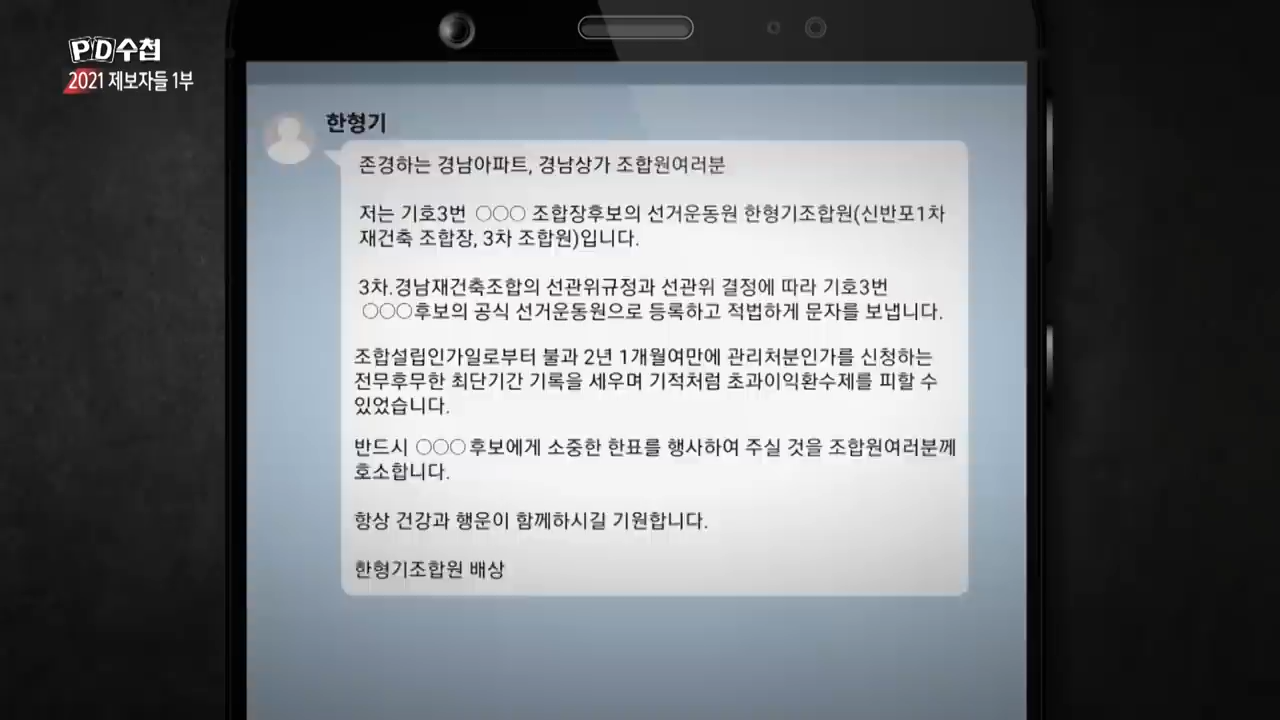 PD수첩
2021 제보자들 1부
한형기
존경하는 경남아파트, 경남상가 조합원여러분
저는 기호3번 ○○○ 조합장후보의 선거운동원 한형기조합원(신반포1차
재건축 조합장, 3차 조합원)입니다.
3차.경남재건축조합의 선관위규정과 선관위 결정에 따라 기호3번
○○○후보의 공식 선거운동원으로 등록하고 적법하게 문자를 보냅니다.
조합설립인가일로부터 불과 2년 1개월여만에 관리처분인가를 신청하는
전무후무한 최단기간 기록을 세우며 기적처럼 초과이익환수제를 피할 수
있었습니다.
반드시 ○○○후보에게 소중한 한표를 행사하여 주실 것을 조합원여러분께
호소합니다.
항상 건강과 행운이 함께하시길 기원합니다.
한형기조합원 배상